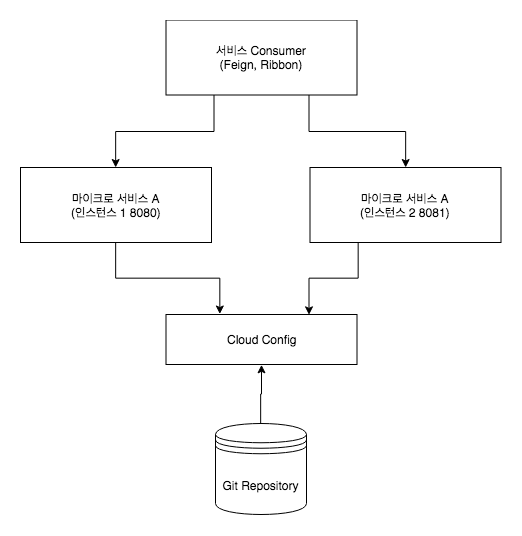 서비스 Consumer
(Feign, Ribbon)
마이크로 서비스 A
(인스턴스 1 8080)
마이크로 서비스 A
(인스턴스 2 8081)
Cloud Config
Git Repository